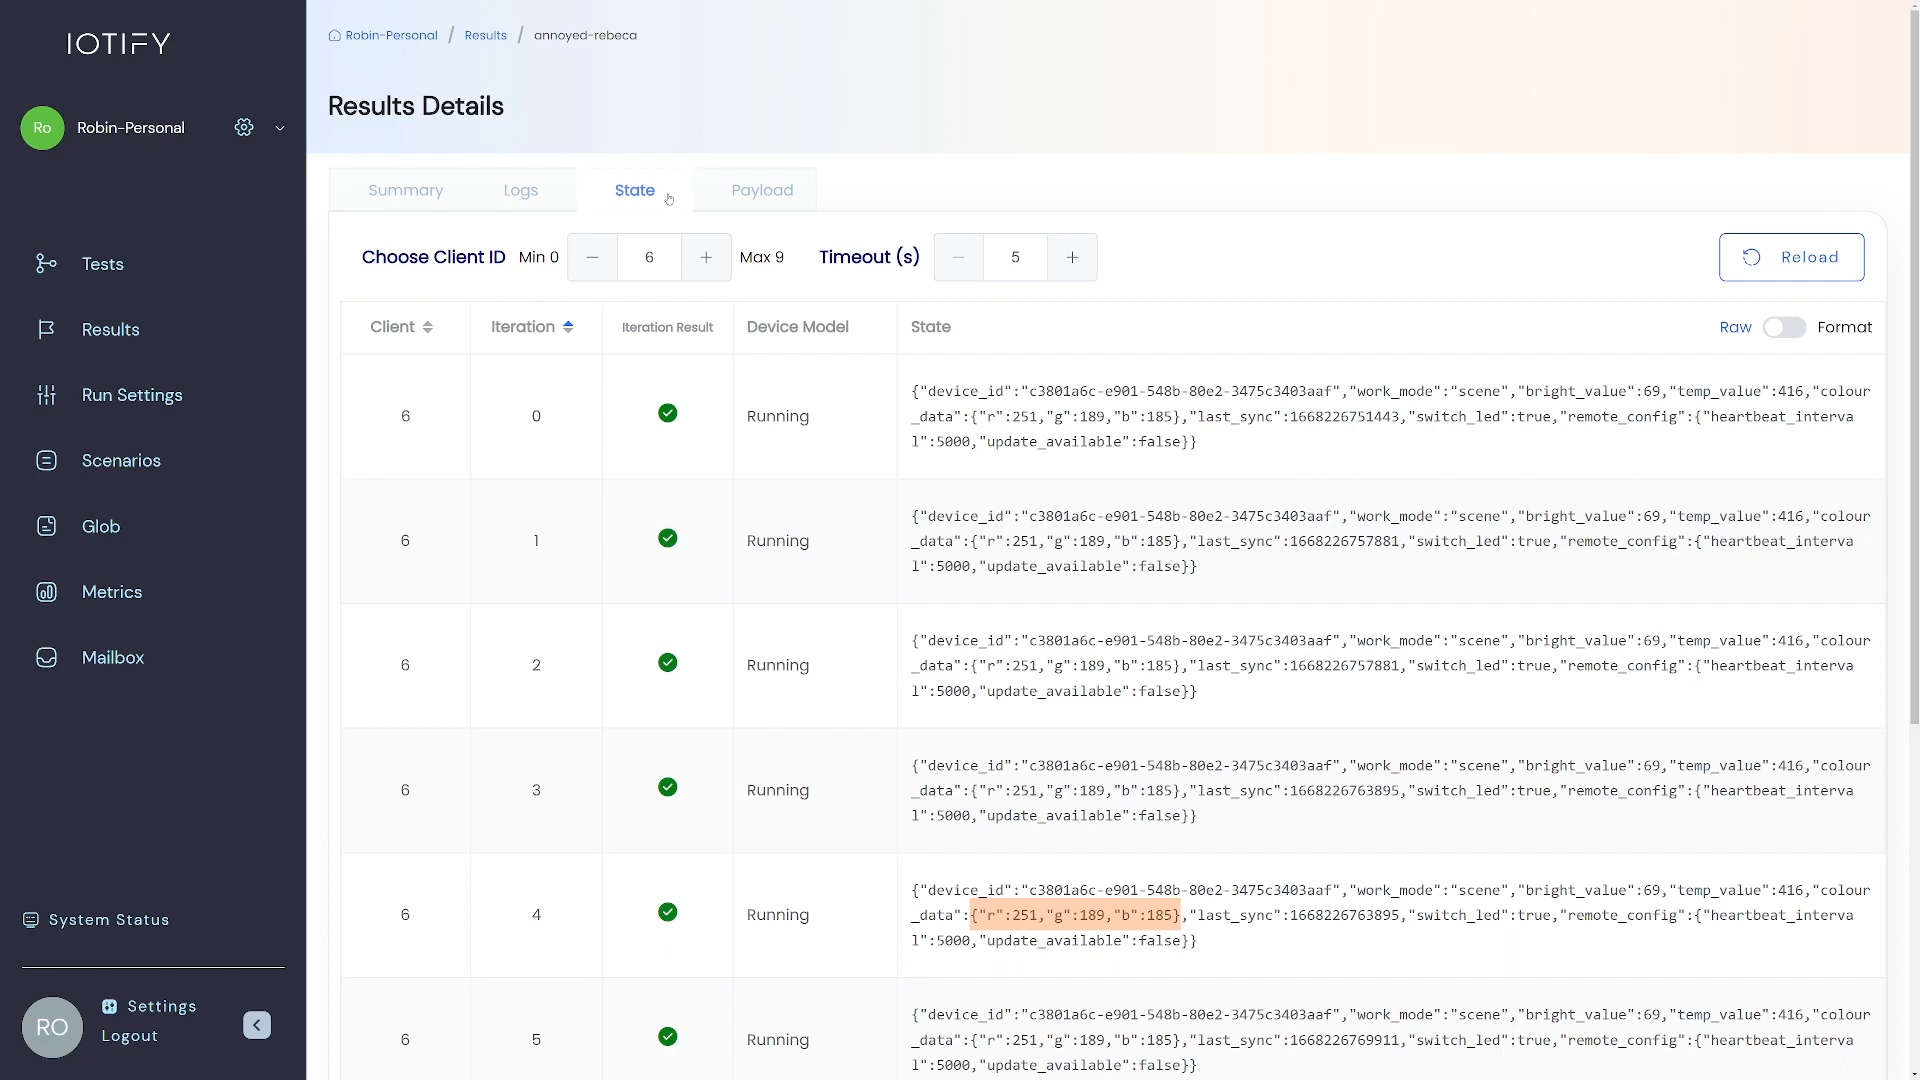 IOTIFY
Ro Robin-Personal
Tests
Results
Run Settings
Scenarios
Glob
Metrics
Mailbox
System Status
RO
Settings
Logout
Robin-Personal / Results / annoyed-rebeca
Results Details
Summary Logs State Payload
Choose Client ID Min 0 − 6 + Max 9 Timeout (s) − 5 + Reload
Client Iteration Iteration Result Device Model State Raw Format
{"device_id":"c3801a6c-e901-548b-80e2-3475c3403aaf","work_mode":"scene","bright_value":69,"temp_value":416,"colour
6 0 Running _data":{"r":251,"g":189,"b":185},"last_sync":1668226751443,"switch_led":true,"remote_config":{"heartbeat_interva
l":5000,"update_available":false}}
{"device_id":"c3801a6c-e901-548b-80e2-3475c3403aaf","work_mode":"scene","bright_value":69,"temp_value":416,"colour
6 1 Running _data":{"r":251,"g":189,"b":185},"last_sync":1668226757881,"switch_led":true,"remote_config":{"heartbeat_interva
l":5000,"update_available":false}}
{"device_id":"c3801a6c-e901-548b-80e2-3475c3403aaf","work_mode":"scene","bright_value":69,"temp_value":416,"colour
6 2 Running _data":{"r":251,"g":189,"b":185},"last_sync":1668226757881,"switch_led":true,"remote_config":{"heartbeat_interva
l":5000,"update_available":false}}
{"device_id":"c3801a6c-e901-548b-80e2-3475c3403aaf","work_mode":"scene","bright_value":69,"temp_value":416,"colour
6 3 Running _data":{"r":251,"g":189,"b":185},"last_sync":1668226763895,"switch_led":true,"remote_config":{"heartbeat_interva
l":5000,"update_available":false}}
{"device_id":"c3801a6c-e901-548b-80e2-3475c3403aaf","work_mode":"scene","bright_value":69,"temp_value":416,"colour
6 4 Running _data":{"r":251,"g":189,"b":185},"last_sync":1668226763895,"switch_led":true,"remote_config":{"heartbeat_interva
l":5000,"update_available":false}}
{"device_id":"c3801a6c-e901-548b-80e2-3475c3403aaf","work_mode":"scene","bright_value":69,"temp_value":416,"colour
6 5 Running _data":{"r":251,"g":189,"b":185},"last_sync":1668226769911,"switch_led":true,"remote_config":{"heartbeat_interva
l":5000,"update_available":false}}